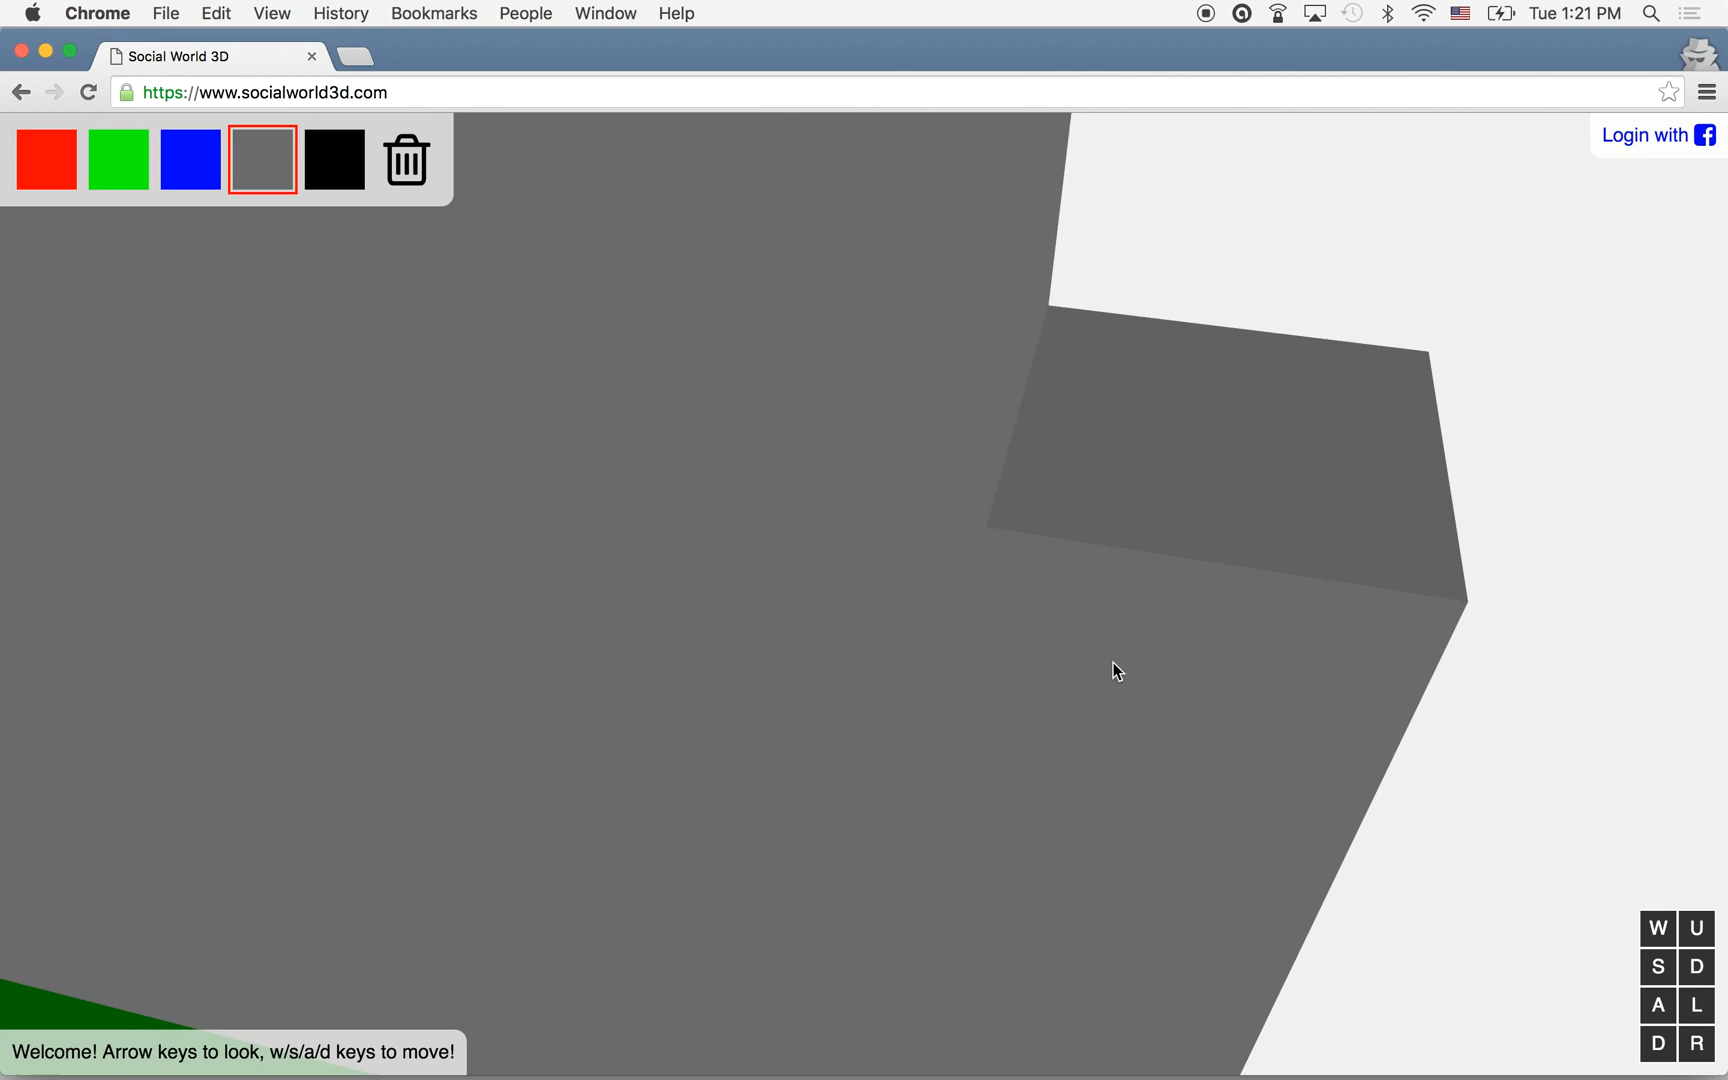 Chrome File Edit View History Bookmarks People Window Help Tue 1:21 PM
Social World 3D
https://www.socialworld3d.com
Login with
W U
S D
A L
D R
Welcome! Arrow keys to look, w/s/a/d keys to move!